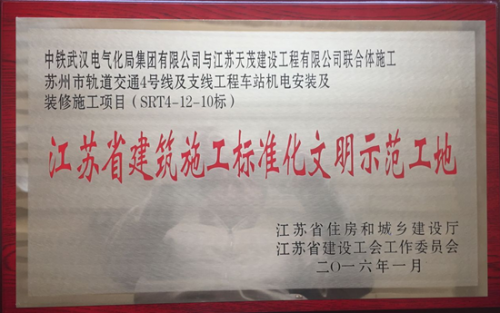 中铁武汉电气化局集团有限公司与江苏天茂建设工程有限公司联合体施工
苏州市轨道交通4号线及支线工程车站机电安装及
装修施工项目（SRT4-12-10标）
江苏省建筑施工标准化文明示范工地
江苏省住房和城乡建设厅
江苏省建设工会工作委员会
二〇一六年一月